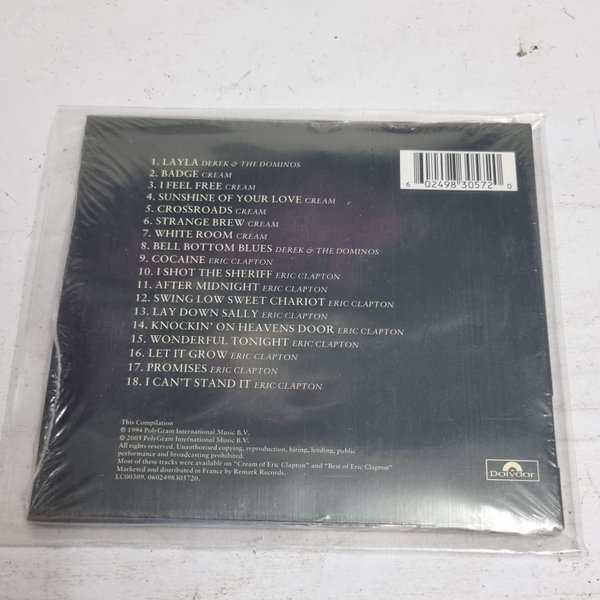 1. LAYLA DEREK & THE DOMINOS
2. BADGE CREAM
3. I FEEL FREE CREAM
4. SUNSHINE OF YOUR LOVE CREAM
5. CROSSROADS CREAM
6. STRANGE BREW CREAM
7. WHITE ROOM CREAM
8. BELL BOTTOM BLUES DEREK & THE DOMINOS
9. COCAINE ERIC CLAPTON
10. I SHOT THE SHERIFF ERIC CLAPTON
11. AFTER MIDNIGHT ERIC CLAPTON
12. SWING LOW SWEET CHARIOT ERIC CLAPTON
13. LAY DOWN SALLY ERIC CLAPTON
14. KNOCKIN' ON HEAVENS DOOR ERIC CLAPTON
15. WONDERFUL TONIGHT ERIC CLAPTON
16. LET IT GROW ERIC CLAPTON
17. PROMISES ERIC CLAPTON
18. I CAN'T STAND IT ERIC CLAPTON
6 02498 30572 0
This Compilation
℗ 1994 PolyGram International Music B.V.
© 2005 PolyGram International Music B.V.
All rights reserved. Unauthorised copying, reproduction, hiring, lending, public
performance and broadcasting prohibited.
Most of these tracks were available on "Cream of Eric Clapton" and "Best of Eric Clapton"
Marketed and distributed in France by Remark Records.
LC00309, 0602498305720.
Polydor